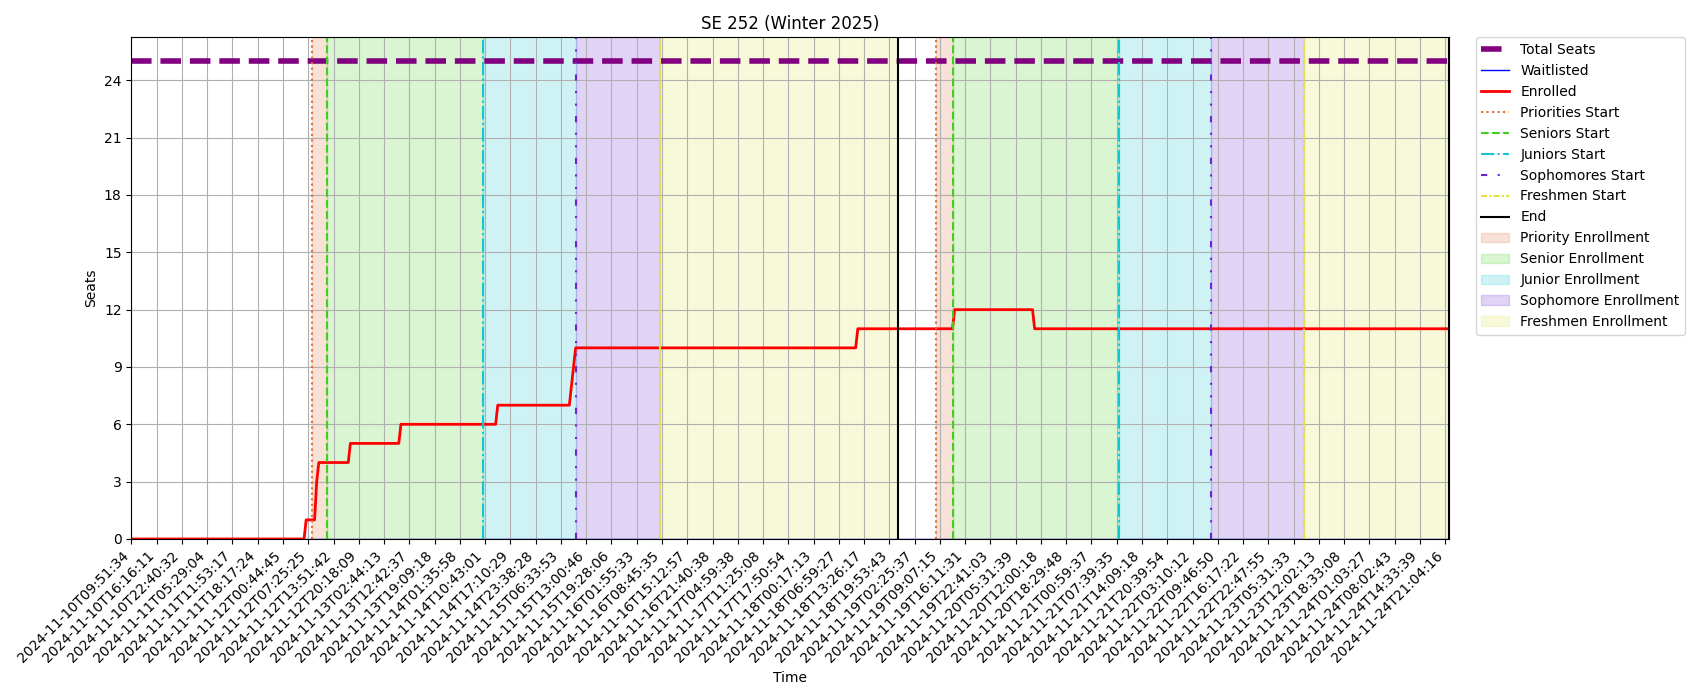 SE 252 (Winter 2025)
Seats
24
21
18
15
12
9
6
3
0
2024-11-10T09:51:34
2024-11-10T16:16:11
2024-11-10T22:40:32
2024-11-11T05:29:04
2024-11-11T11:53:17
2024-11-11T18:17:24
2024-11-12T00:44:45
2024-11-12T07:25:25
2024-11-12T13:51:42
2024-11-12T20:18:09
2024-11-13T02:44:13
2024-11-13T12:42:37
2024-11-13T19:09:18
2024-11-14T01:35:58
2024-11-14T10:43:01
2024-11-14T17:10:29
2024-11-14T23:38:28
2024-11-15T06:33:53
2024-11-15T13:00:46
2024-11-15T19:28:06
2024-11-16T01:55:33
2024-11-16T08:45:35
2024-11-16T15:12:57
2024-11-16T21:40:38
2024-11-17T04:59:38
2024-11-17T11:25:08
2024-11-17T17:50:54
2024-11-18T00:17:13
2024-11-18T06:59:27
2024-11-18T13:26:17
2024-11-18T19:53:43
2024-11-19T02:25:37
2024-11-19T09:07:15
2024-11-19T16:11:31
2024-11-19T22:41:03
2024-11-20T05:31:39
2024-11-20T12:00:18
2024-11-20T18:29:48
2024-11-21T00:59:37
2024-11-21T07:39:35
2024-11-21T14:09:18
2024-11-21T20:39:54
2024-11-22T03:10:12
2024-11-22T09:46:50
2024-11-22T16:17:22
2024-11-22T22:47:55
2024-11-23T05:31:33
2024-11-23T12:02:13
2024-11-23T18:33:08
2024-11-24T01:03:27
2024-11-24T08:02:43
2024-11-24T14:33:39
2024-11-24T21:04:16
Time
Total Seats
Waitlisted
Enrolled
Priorities Start
Seniors Start
Juniors Start
Sophomores Start
Freshmen Start
End
Priority Enrollment
Senior Enrollment
Junior Enrollment
Sophomore Enrollment
Freshmen Enrollment